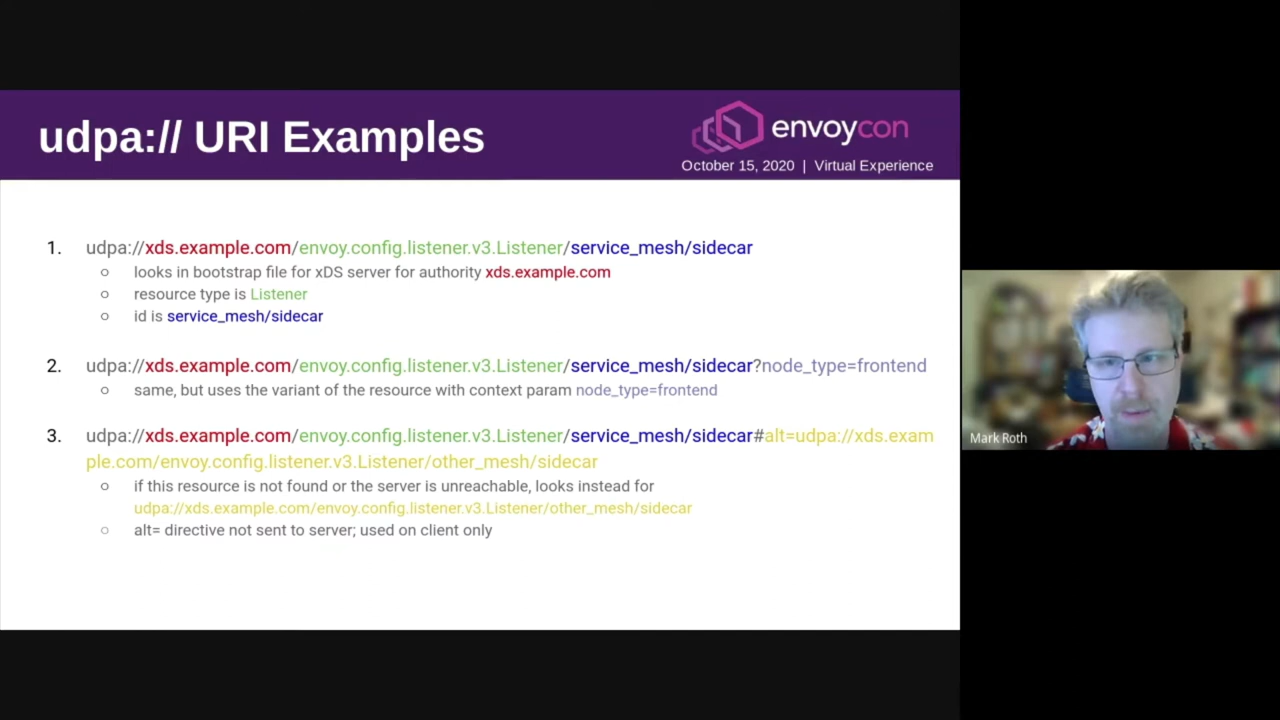 udpa:// URI Examples
envoycon
October 15, 2020 | Virtual Experience
1. udpa://xds.example.com/envoy.config.listener.v3.Listener/service_mesh/sidecar
○ looks in bootstrap file for xDS server for authority xds.example.com
○ resource type is Listener
○ id is service_mesh/sidecar
2. udpa://xds.example.com/envoy.config.listener.v3.Listener/service_mesh/sidecar?node_type=frontend
○ same, but uses the variant of the resource with context param node_type=frontend
3. udpa://xds.example.com/envoy.config.listener.v3.Listener/service_mesh/sidecar#alt=udpa://xds.exam
ple.com/envoy.config.listener.v3.Listener/other_mesh/sidecar
○ if this resource is not found or the server is unreachable, looks instead for
udpa://xds.example.com/envoy.config.listener.v3.Listener/other_mesh/sidecar
○ alt= directive not sent to server; used on client only
Mark Roth